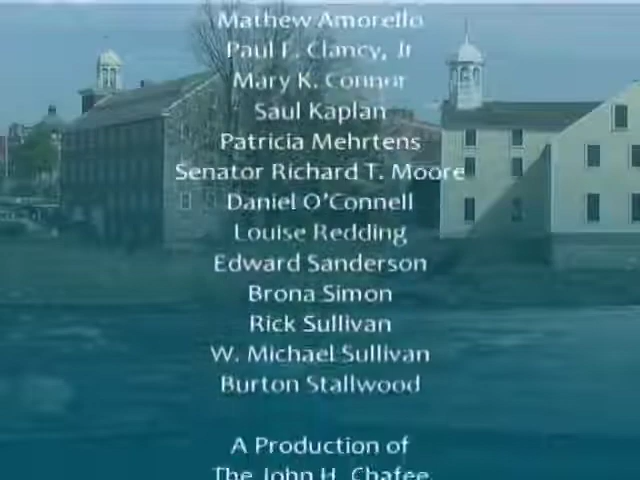 Mathew Amorello
Paul F. Clancy, Jr
Mary K. Connor
Saul Kaplan
Patricia Mehrtens
Senator Richard T. Moore
Daniel O'Connell
Louise Redding
Edward Sanderson
Brona Simon
Rick Sullivan
W. Michael Sullivan
Burton Stallwood
A Production of
The John H. Chafee